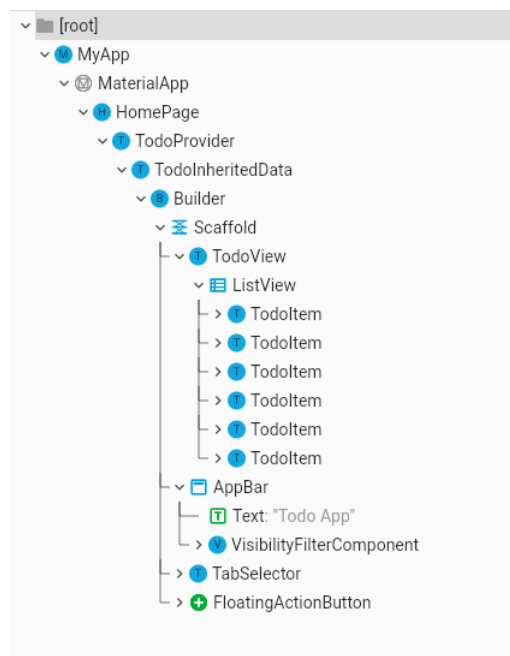 [root]
M MyApp
MaterialApp
H HomePage
T TodoProvider
T TodoInheritedData
B Builder
Scaffold
T TodoView
ListView
T TodoItem
T TodoItem
T TodoItem
T TodoItem
T TodoItem
T TodoItem
AppBar
T Text: "Todo App"
V VisibilityFilterComponent
T TabSelector
FloatingActionButton